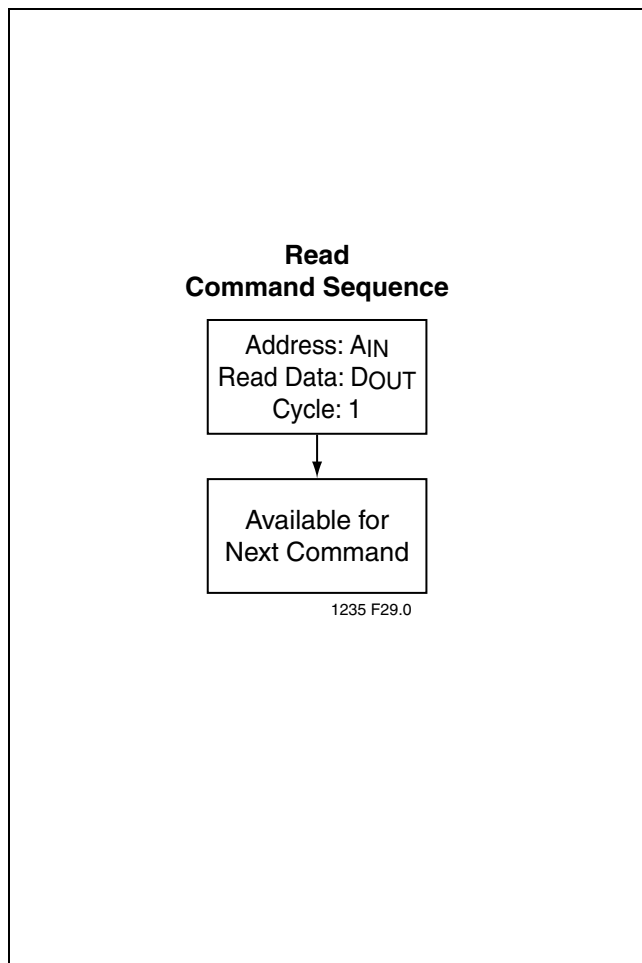 Read
Command Sequence
Address: AIN
Read Data: DOUT
Cycle: 1
Available for
Next Command
1235 F29.0